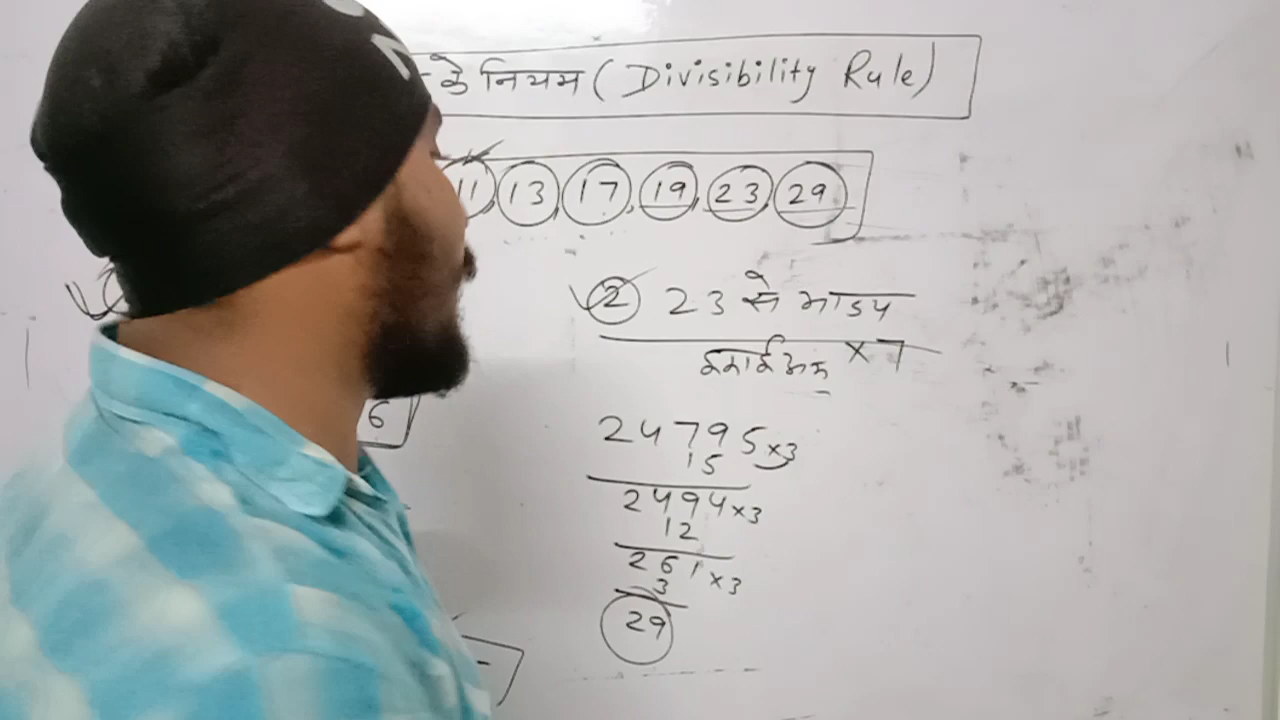 के नियम ( Divisibility Rule )
11, 13, 17, 19, 23, 29
2 23 से भाज्य
इकाई अंक × 7
6
24795×3
15
2494×3
12
261×3
3
29